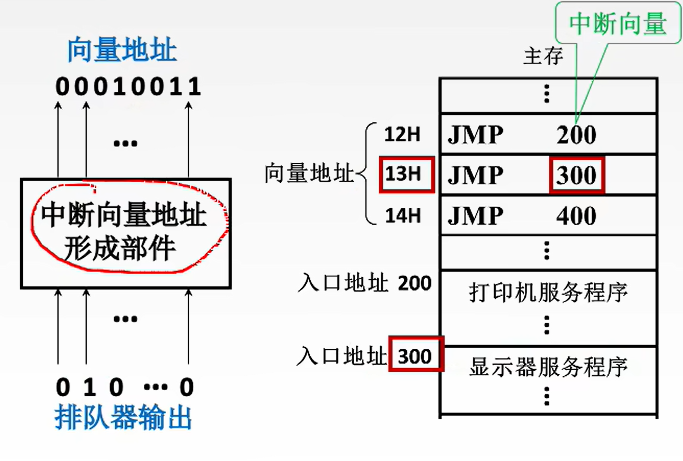 向量地址
00010011
...
中断向量地址
形成部件
...
0 1 0 ... 0
排队器输出
中断向量
主存
⋮
向量地址
12H JMP 200
13H JMP 300
14H JMP 400
⋮
入口地址 200 打印机服务程序
⋮
入口地址 300 显示器服务程序
⋮